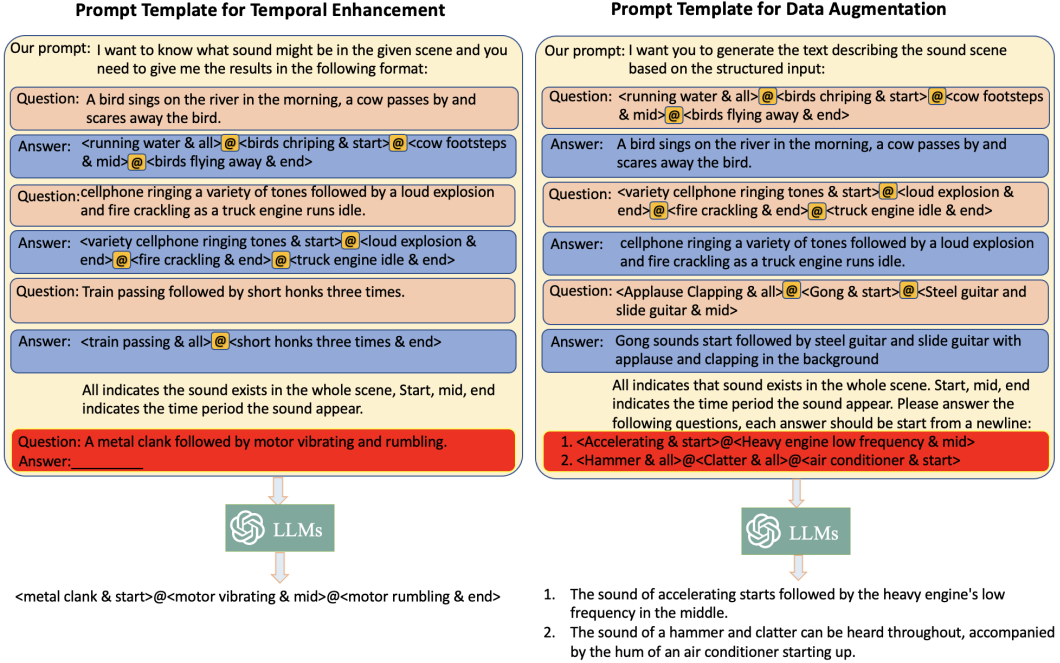 Prompt Template for Temporal Enhancement
Our prompt: I want to know what sound might be in the given scene and you
need to give me the results in the following format:
Question: A bird sings on the river in the morning, a cow passes by and
scares away the bird.
Answer: <running water & all>@<birds chriping & start>@<cow footsteps
& mid>@<birds flying away & end>
Question: cellphone ringing a variety of tones followed by a loud explosion
and fire crackling as a truck engine runs idle.
Answer: <variety cellphone ringing tones & start>@<loud explosion &
end>@<fire crackling & end>@<truck engine idle & end>
Question: Train passing followed by short honks three times.
Answer: <train passing & all>@<short honks three times & end>
All indicates the sound exists in the whole scene, Start, mid, end
indicates the time period the sound appear.
Question: A metal clank followed by motor vibrating and rumbling.
Answer:__________
LLMs
<metal clank & start>@<motor vibrating & mid>@<motor rumbling & end>
Prompt Template for Data Augmentation
Our prompt: I want you to generate the text describing the sound scene
based on the structured input:
Question: <running water & all>@<birds chriping & start>@<cow footsteps
& mid>@<birds flying away & end>
Answer: A bird sings on the river in the morning, a cow passes by and
scares away the bird.
Question: <variety cellphone ringing tones & start>@<loud explosion &
end>@<fire crackling & end>@<truck engine idle & end>
Answer: cellphone ringing a variety of tones followed by a loud explosion
and fire crackling as a truck engine runs idle.
Question: <Applause Clapping & all>@<Gong & start>@<Steel guitar and
slide guitar & mid>
Answer: Gong sounds start followed by steel guitar and slide guitar with
applause and clapping in the background
All indicates that sound exists in the whole scene. Start, mid, end
indicates the time period the sound appear. Please answer the
following questions, each answer should be start from a newline:
1. <Accelerating & start>@<Heavy engine low frequency & mid>
2. <Hammer & all>@<Clatter & all>@<air conditioner & start>
LLMs
1. The sound of accelerating starts followed by the heavy engine's low
frequency in the middle.
2. The sound of a hammer and clatter can be heard throughout, accompanied
by the hum of an air conditioner starting up.